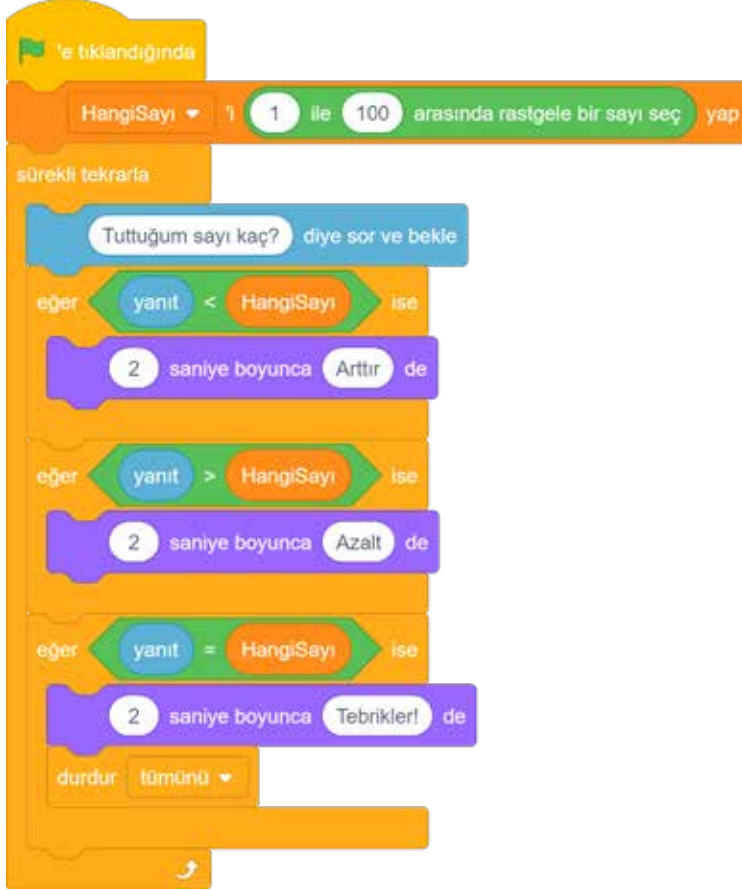 'e tıklandığında
HangiSayı 'i 1 ile 100 arasında rastgele bir sayı seç yap
sürekli tekrarla
Tuttuğum sayı kaç? diye sor ve bekle
eğer yanıt < HangiSayı ise
2 saniye boyunca Arttır de
eğer yanıt > HangiSayı ise
2 saniye boyunca Azalt de
eğer yanıt = HangiSayı ise
2 saniye boyunca Tebrikler! de
durdur tümünü